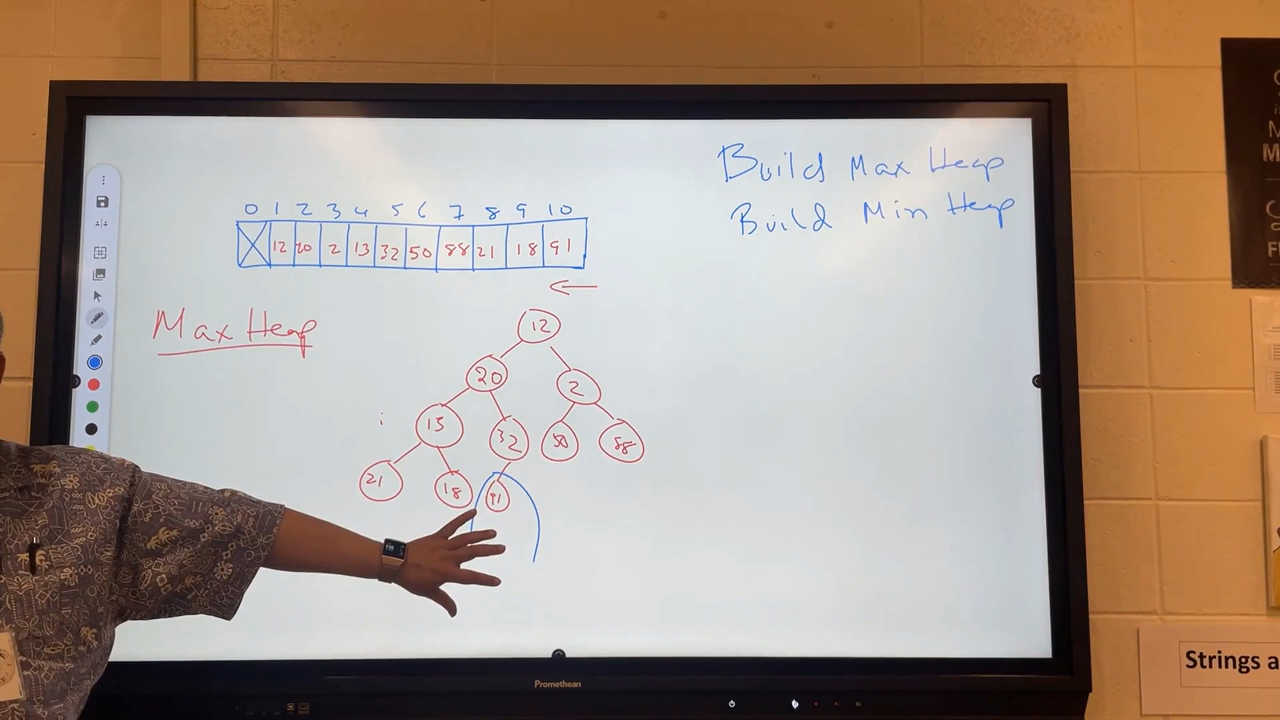 Build Max Heap
Build Min Heap
0 1 2 3 4 5 6 7 8 9 10
12 20 2 13 32 50 88 21 18 91
Max Heap
12
20 2
13 32 50 88
21 18 91
Promethean
Strings a